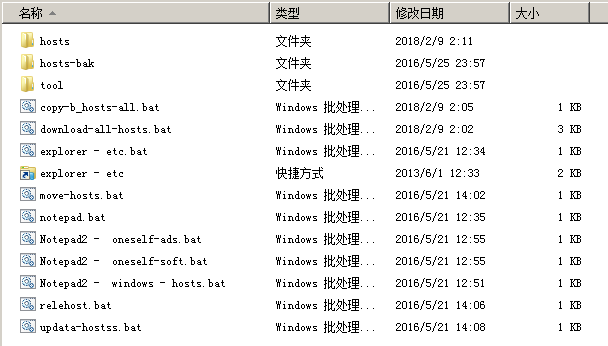 名称 类型 修改日期 大小
hosts 文件夹 2018/2/9 2:11
hosts-bak 文件夹 2016/5/25 23:57
tool 文件夹 2016/5/25 23:57
copy-b_hosts-all.bat Windows 批处理... 2018/2/9 2:05 1 KB
download-all-hosts.bat Windows 批处理... 2018/2/9 2:02 3 KB
explorer - etc.bat Windows 批处理... 2016/5/21 12:34 1 KB
explorer - etc 快捷方式 2013/6/1 12:33 2 KB
move-hosts.bat Windows 批处理... 2016/5/21 14:02 1 KB
notepad.bat Windows 批处理... 2016/5/21 12:35 1 KB
Notepad2 -  oneself-ads.bat Windows 批处理... 2016/5/21 12:55 1 KB
Notepad2 -  oneself-soft.bat Windows 批处理... 2016/5/21 12:55 1 KB
Notepad2 -  windows - hosts.bat Windows 批处理... 2016/5/21 12:51 1 KB
relehost.bat Windows 批处理... 2016/5/21 14:06 1 KB
updata-hostss.bat Windows 批处理... 2016/5/21 14:08 1 KB